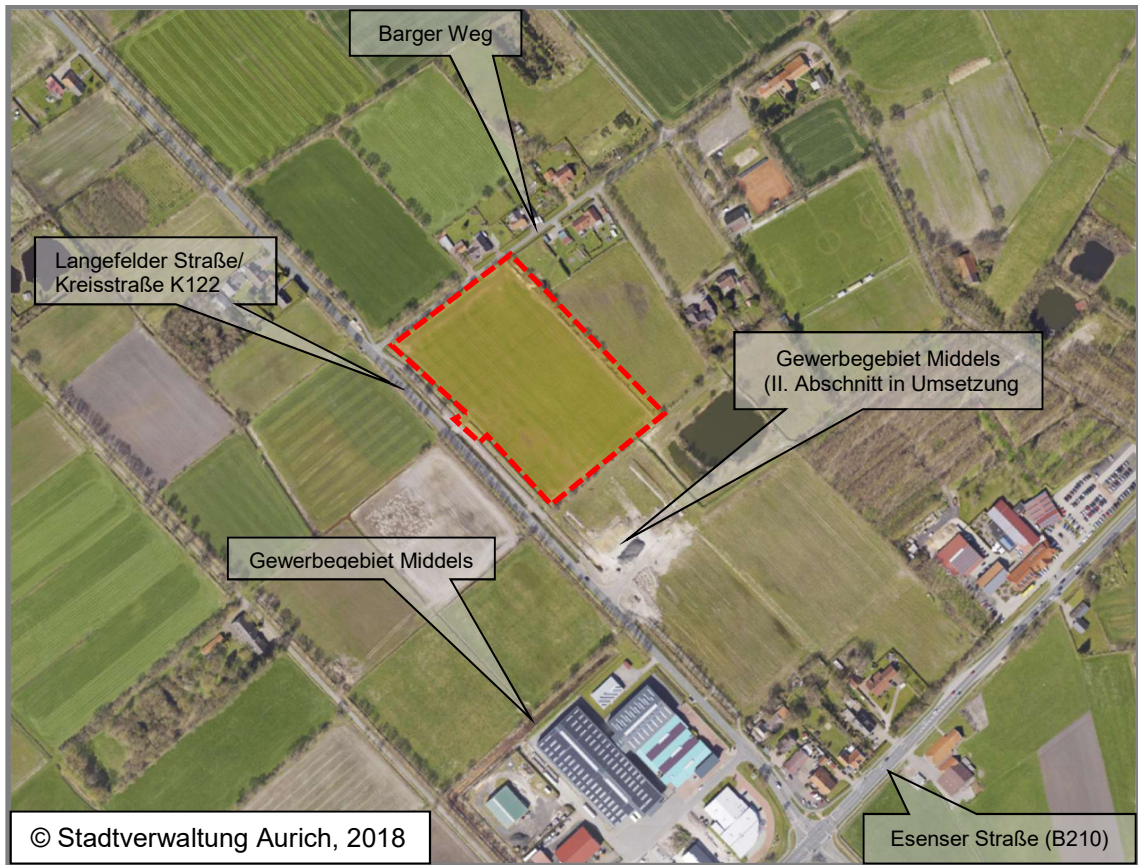 Barger Weg
Langefelder Straße/
Kreisstraße K122
Gewerbegebiet Middels
(II. Abschnitt in Umsetzung
Gewerbegebiet Middels
© Stadtverwaltung Aurich, 2018
Esenser Straße (B210)